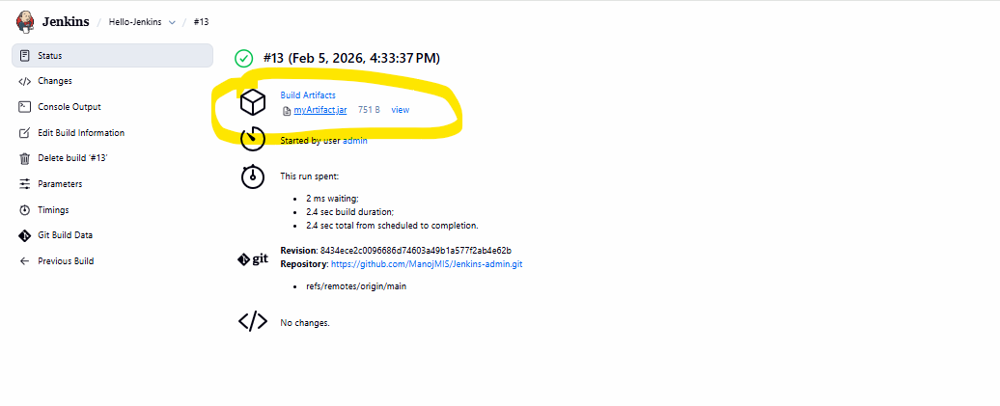 Jenkins / Hello-Jenkins / #13
Status
Changes
Console Output
Edit Build Information
Delete build ‘#13’
Parameters
Timings
Git Build Data
Previous Build
#13 (Feb 5, 2026, 4:33:37 PM)
Build Artifacts
myArtifact.jar 751 B view
Started by user admin
This run spent:
2 ms waiting;
2.4 sec build duration;
2.4 sec total from scheduled to completion.
git
Revision: 8434ece2c0096686d74603a49b1a577f2ab4e62b
Repository: https://github.com/ManojMIS/Jenkins-admin.git
refs/remotes/origin/main
No changes.